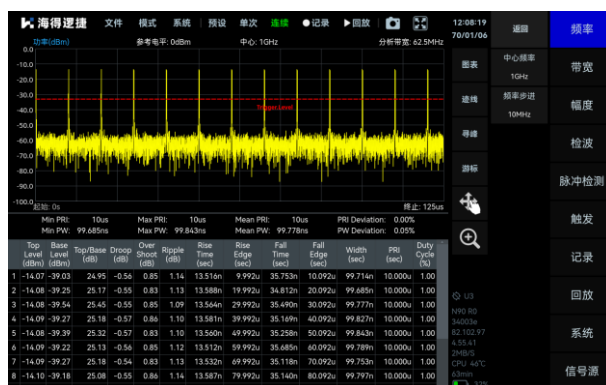 海得逻捷 文件 模式 系统 预设 单次 连续 ●记录 ▶回放 12:08:19 70/01/06
功率(dBm) 参考电平: 0dBm 中心: 1GHz 分析带宽: 62.5MHz
0.0
-10.0
-20.0
-30.0
-40.0
-50.0
-60.0
-70.0
-80.0
-90.0
-100.0
Trigger Level
起始: 0s 终止: 125us
Min PRI: 10us Max PRI: 10us Mean PRI: 10us PRI Deviation: 0.00%
Min PW: 99.685ns Max PW: 99.843ns Mean PW: 99.778ns PW Deviation: 0.05%
Top Level (dBm) Base Level (dBm) Top/Base (dB) Droop (dB) Over Shoot (dB) Ripple (dB) Rise Time (sec) Rise Edge (sec) Fall Time (sec) Fall Edge (sec) Width (sec) PRI (sec) Duty Cycle (%)
1 -14.07 -39.03 24.95 -0.56 0.85 1.14 13.516n 9.992u 35.753n 10.092u 99.714n 10.000u 1.00
2 -14.08 -39.25 25.17 -0.55 0.83 1.13 13.588n 19.992u 34.812n 20.092u 99.685n 10.000u 1.00
3 -14.08 -39.54 25.45 -0.55 0.85 1.09 13.564n 29.992u 35.490n 30.092u 99.777n 10.000u 1.00
4 -14.09 -39.27 25.18 -0.57 0.86 1.10 13.581n 39.992u 35.169n 40.092u 99.827n 10.000u 1.00
5 -14.08 -39.39 25.32 -0.57 0.83 1.10 13.560n 49.992u 35.258n 50.092u 99.843n 10.000u 1.00
6 -14.09 -39.22 25.13 -0.56 0.85 1.12 13.512n 59.992u 35.685n 60.092u 99.789n 10.000u 1.00
7 -14.09 -39.27 25.18 -0.54 0.83 1.13 13.532n 69.992u 35.118n 70.092u 99.753n 10.000u 1.00
8 -14.10 -39.18 25.08 -0.55 0.86 1.14 13.587n 79.992u 35.140n 80.092u 99.797n 10.000u 1.00
图表
迹线
寻峰
游标
U3
N90 R0
34003e
82.102.97
4.55.41
2MB/S
CPU 46℃
63min
32%
返回
中心频率
1GHz
频率步进
10MHz
频率
带宽
幅度
检波
脉冲检测
触发
记录
回放
系统
信号源